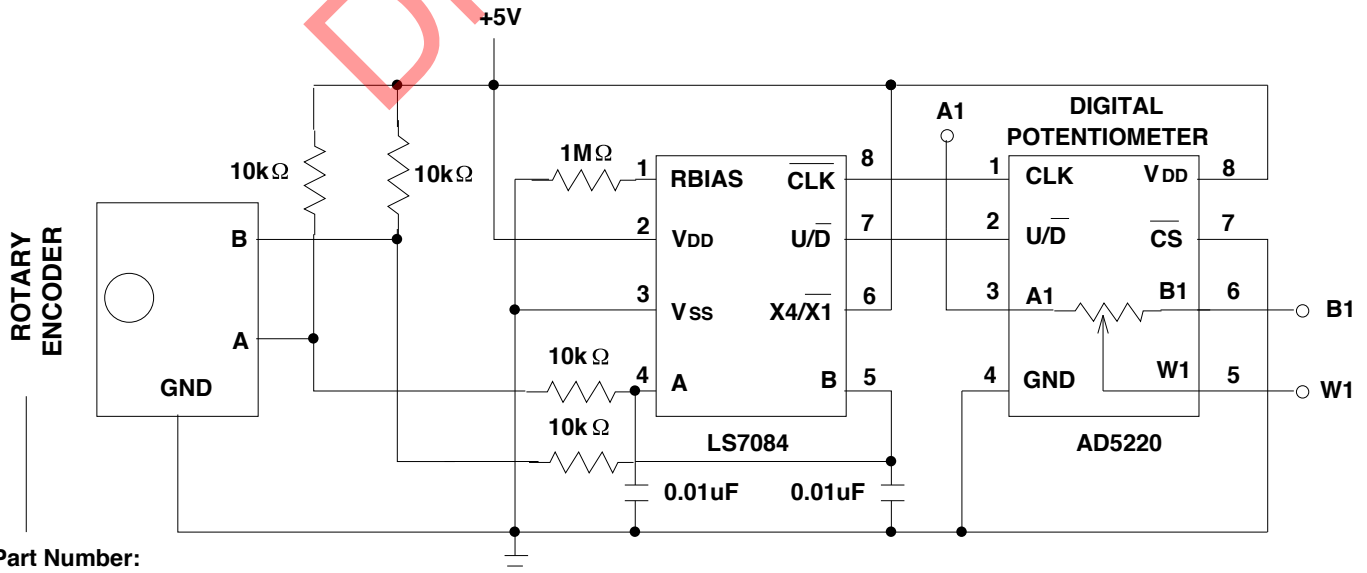 +5V
DIGITAL
POTENTIOMETER
A1
1MΩ
10kΩ
10kΩ
1
RBIAS
CLK
8
1
CLK
VDD
8
ROTARY
ENCODER
B
2
VDD
U/D
7
2
U/D
CS
7
3
VSS
X4/X1
6
3
A1
B1
6
B1
A
10kΩ
GND
4
A
B
5
4
GND
W1
5
W1
10kΩ
LS7084
AD5220
0.01uF
0.01uF
Part Number: